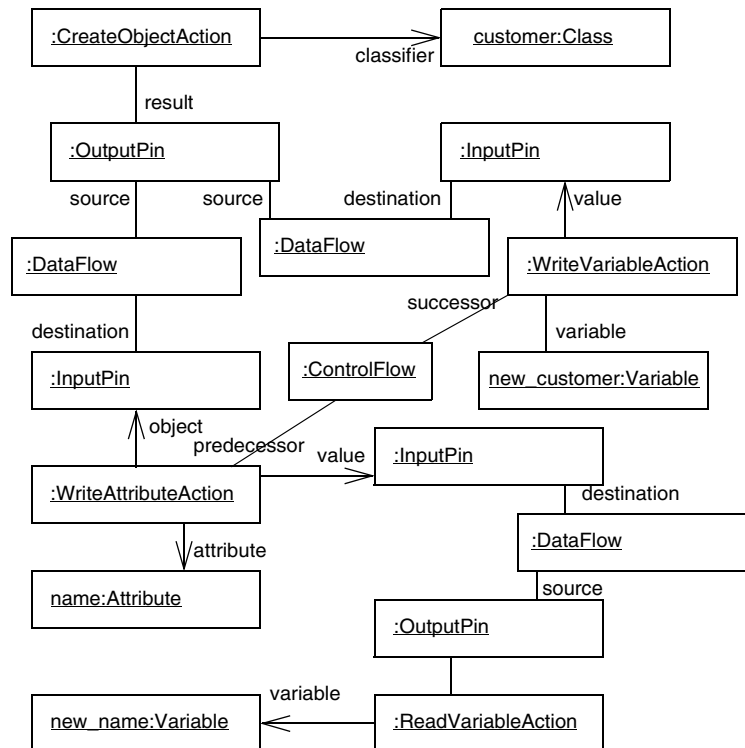 :CreateObjectAction
customer:Class
classifier
result
:OutputPin
:InputPin
source
source
destination
value
:DataFlow
:DataFlow
:WriteVariableAction
successor
destination
variable
:InputPin
:ControlFlow
new_customer:Variable
object
predecessor
value
:InputPin
:WriteAttributeAction
destination
attribute
:DataFlow
name:Attribute
source
:OutputPin
variable
new_name:Variable
:ReadVariableAction